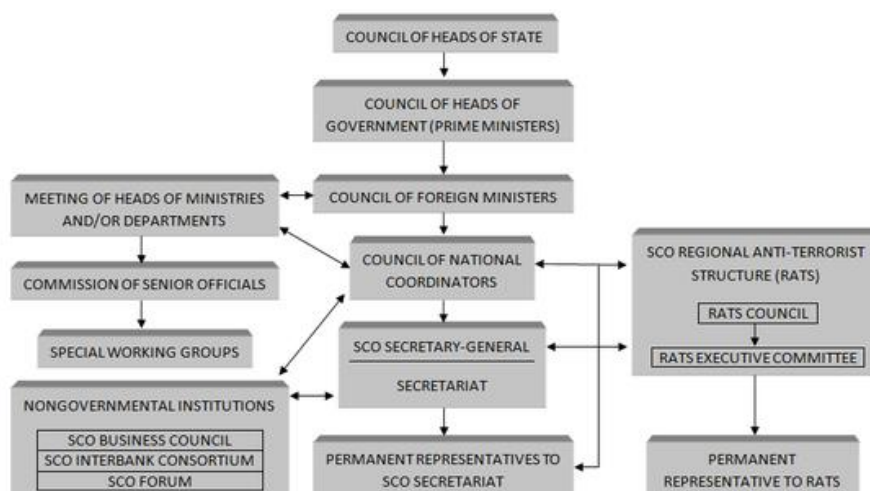 COUNCIL OF HEADS OF STATE
COUNCIL OF HEADS OF
GOVERNMENT (PRIME MINISTERS)
MEETING OF HEADS OF MINISTRIES
AND/OR DEPARTMENTS
COUNCIL OF FOREIGN MINISTERS
COMMISSION OF SENIOR OFFICIALS
COUNCIL OF NATIONAL
COORDINATORS
SCO REGIONAL ANTI-TERRORIST
STRUCTURE (RATS)
RATS COUNCIL
RATS EXECUTIVE COMMITTEE
SPECIAL WORKING GROUPS
SCO SECRETARY-GENERAL
SECRETARIAT
NONGOVERNMENTAL INSTITUTIONS
SCO BUSINESS COUNCIL
SCO INTERBANK CONSORTIUM
SCO FORUM
PERMANENT REPRESENTATIVES TO
SCO SECRETARIAT
PERMANENT
REPRESENTATIVE TO RATS